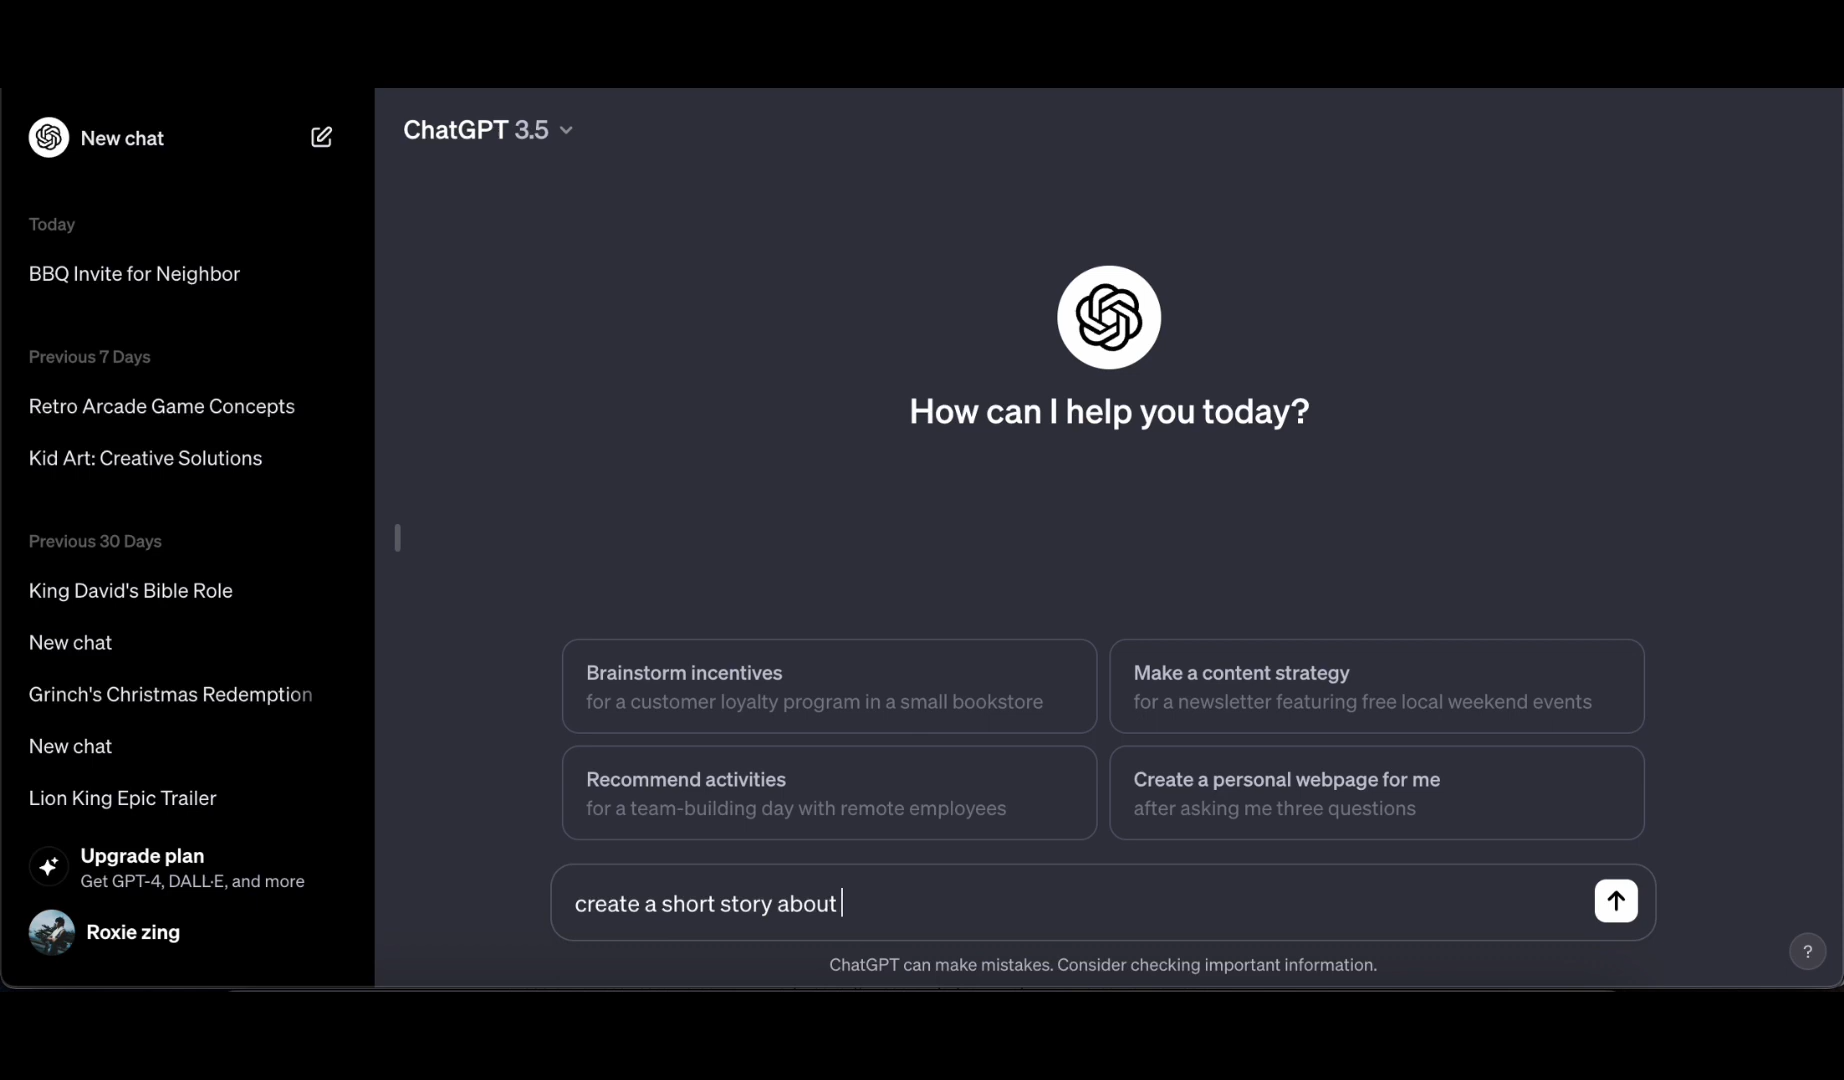 New chat
ChatGPT 3.5
Today
BBQ Invite for Neighbor
Previous 7 Days
Retro Arcade Game Concepts
Kid Art: Creative Solutions
Previous 30 Days
King David's Bible Role
New chat
Grinch's Christmas Redemption
New chat
Lion King Epic Trailer
Upgrade plan
Get GPT-4, DALL·E, and more
Roxie zing
How can I help you today?
Brainstorm incentives
for a customer loyalty program in a small bookstore
Make a content strategy
for a newsletter featuring free local weekend events
Recommend activities
for a team-building day with remote employees
Create a personal webpage for me
after asking me three questions
create a short story about
ChatGPT can make mistakes. Consider checking important information.
?